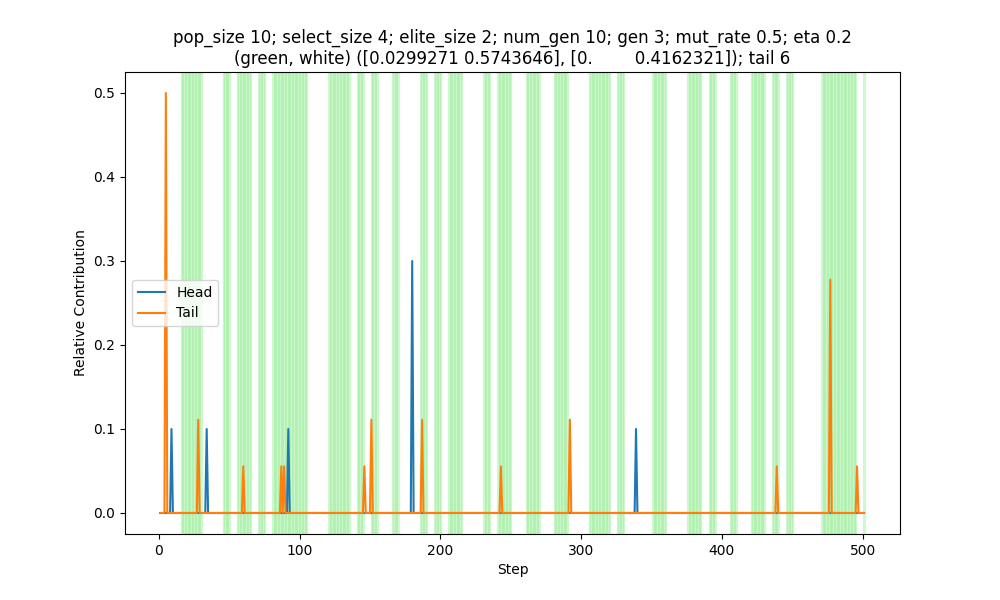 pop_size 10; select_size 4; elite_size 2; num_gen 10; gen 3; mut_rate 0.5; eta 0.2
(green, white) ([0.0299271 0.5743646], [0.         0.4162321]); tail 6
0.5
0.4
0.3
0.2
0.1
0.0
Relative Contribution
Head
Tail
0 100 200 300 400 500
Step